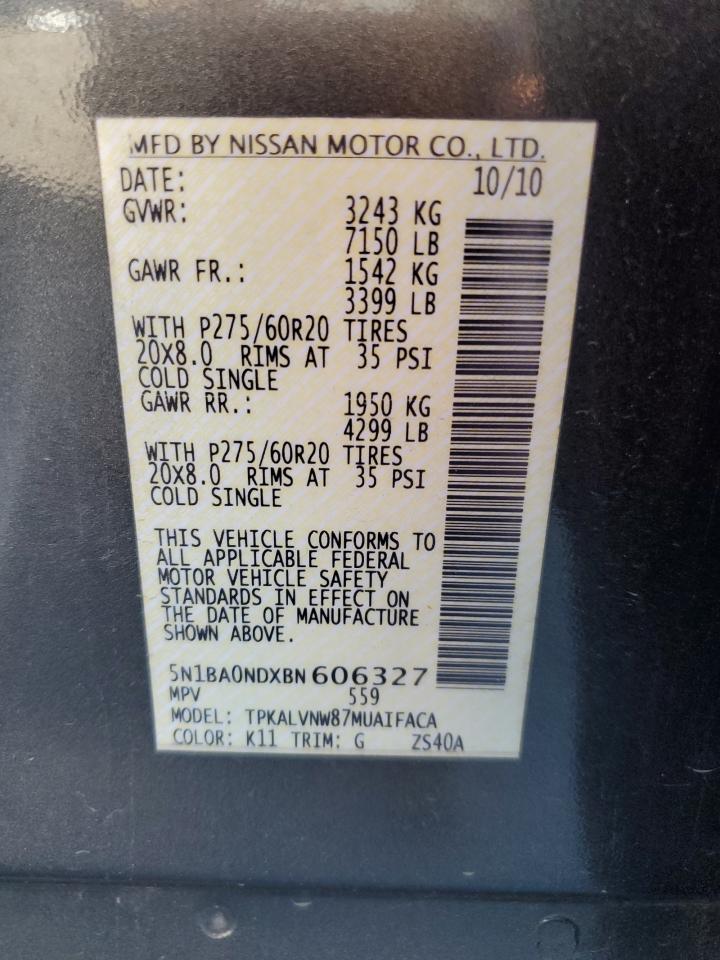 MFD BY NISSAN MOTOR CO., LTD.
DATE: 10/10
GVWR: 3243 KG
7150 LB
GAWR FR.: 1542 KG
3399 LB
WITH P275/60R20 TIRES
20X8.0 RIMS AT 35 PSI
COLD SINGLE
GAWR RR.: 1950 KG
4299 LB
WITH P275/60R20 TIRES
20X8.0 RIMS AT 35 PSI
COLD SINGLE
THIS VEHICLE CONFORMS TO
ALL APPLICABLE FEDERAL
MOTOR VEHICLE SAFETY
STANDARDS IN EFFECT ON
THE DATE OF MANUFACTURE
SHOWN ABOVE.
5N1BA0NDXBN606327
MPV 559
MODEL: TPKALVNW87MUAIFACA
COLOR: K11 TRIM: G ZS40A